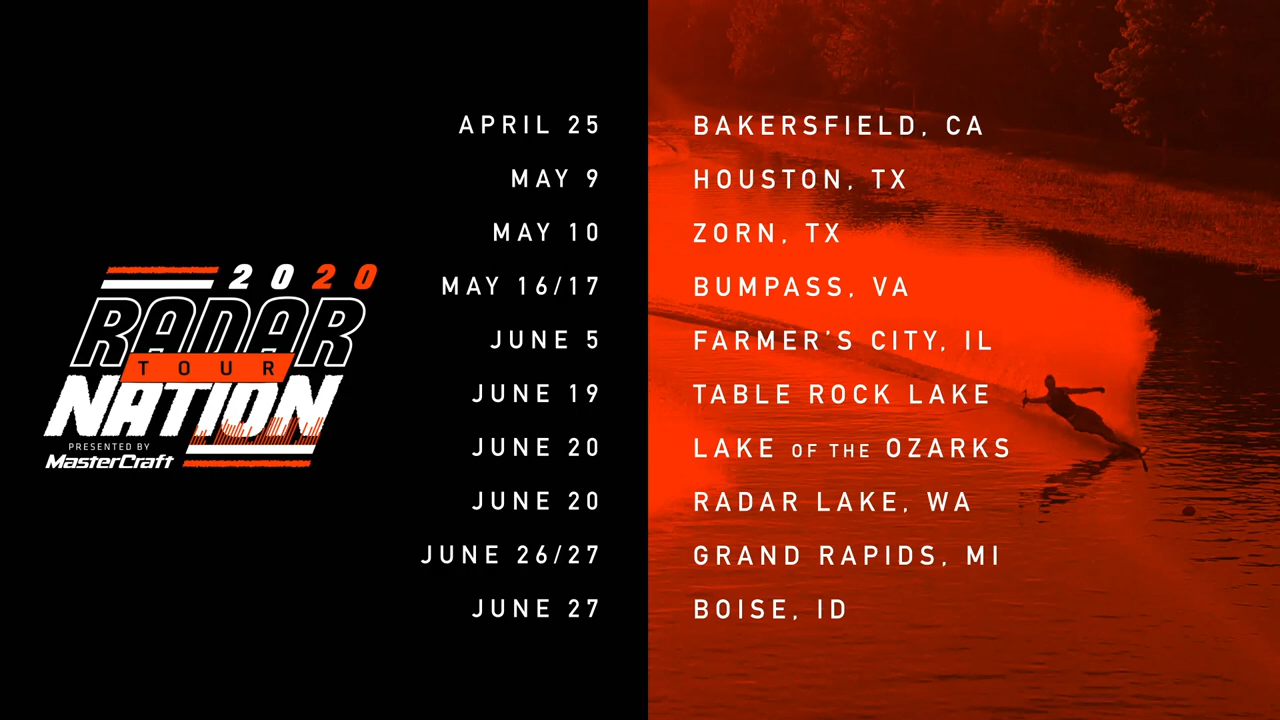 2020
RADAR
TOUR
NATION
PRESENTED BY
MasterCraft
APRIL 25 BAKERSFIELD, CA
MAY 9 HOUSTON, TX
MAY 10 ZORN, TX
MAY 16/17 BUMPASS, VA
JUNE 5 FARMER'S CITY, IL
JUNE 19 TABLE ROCK LAKE
JUNE 20 LAKE OF THE OZARKS
JUNE 20 RADAR LAKE, WA
JUNE 26/27 GRAND RAPIDS, MI
JUNE 27 BOISE, ID